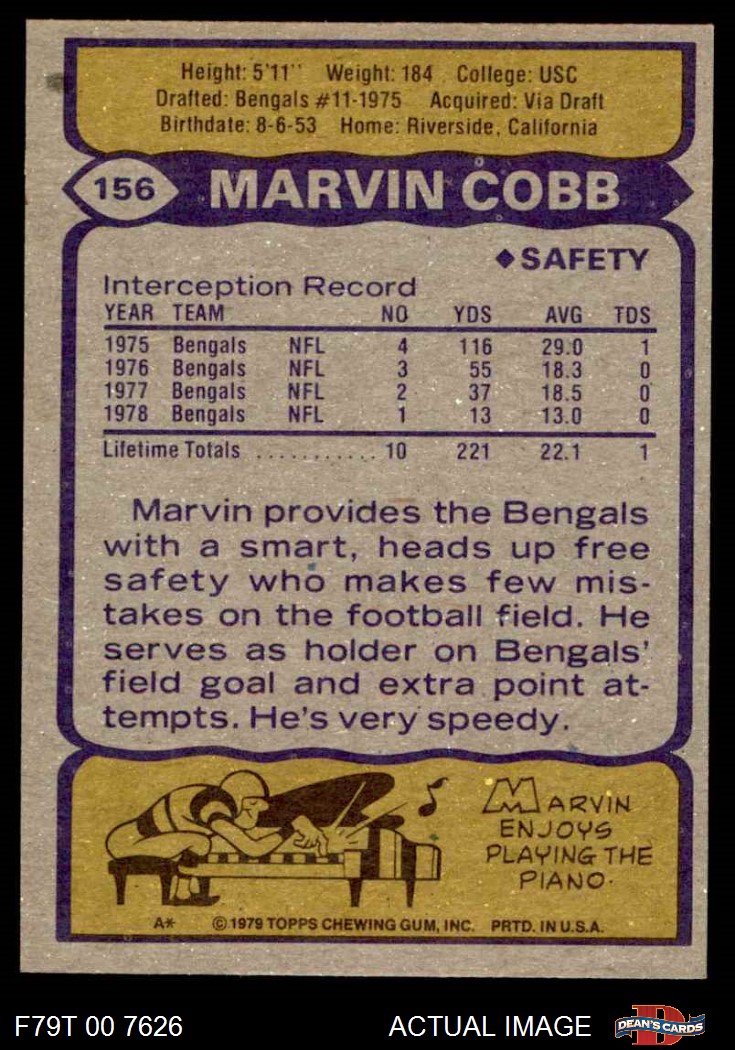 Height: 5'11" Weight: 184 College: USC
Drafted: Bengals #11-1975 Acquired: Via Draft
Birthdate: 8-6-53 Home: Riverside, California
156 MARVIN COBB
◆SAFETY
Interception Record
YEAR TEAM NO YDS AVG TDS
1975 Bengals NFL 4 116 29.0 1
1976 Bengals NFL 3 55 18.3 0
1977 Bengals NFL 2 37 18.5 0
1978 Bengals NFL 1 13 13.0 0
Lifetime Totals ........... 10 221 22.1 1
Marvin provides the Bengals
with a smart, heads up free
safety who makes few mis-
takes on the football field. He
serves as holder on Bengals'
field goal and extra point at-
tempts. He's very speedy.
MARVIN
ENJOYS
PLAYING THE
PIANO.
A* ©1979 TOPPS CHEWING GUM, INC. PRTD. IN U.S.A.
F79T 00 7626 ACTUAL IMAGE D DEAN'S CARDS